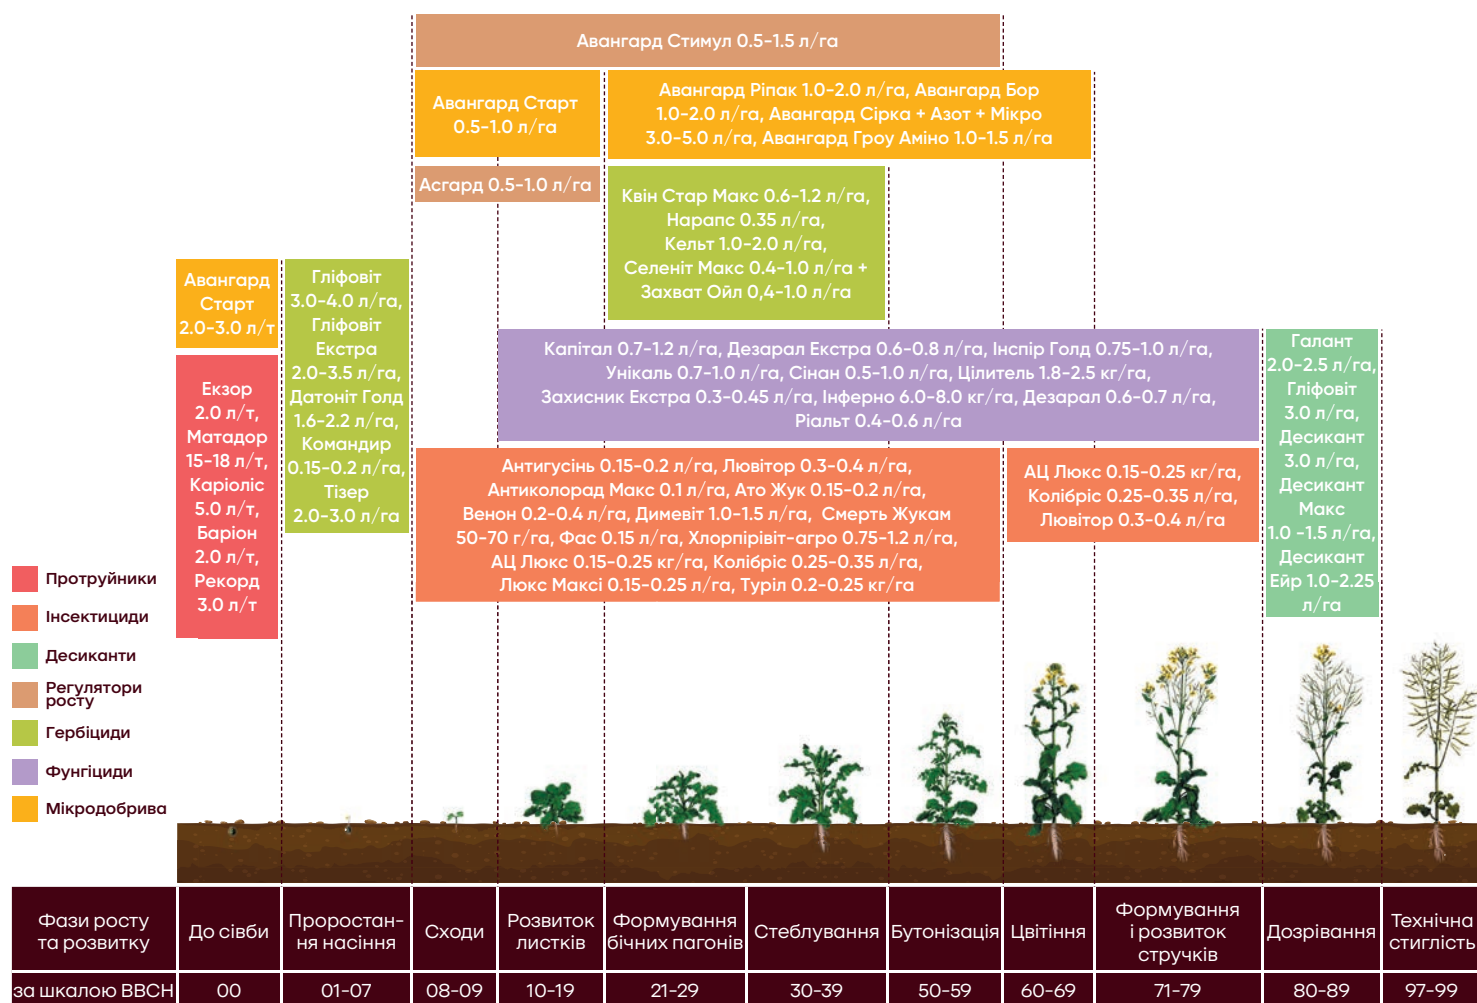 Авангард Стимул 0.5-1.5 л/га
Авангард Старт
0.5-1.0 л/га
Авангард Ріпак 1.0-2.0 л/га, Авангард Бор
1.0-2.0 л/га, Авангард Сірка + Азот + Мікро
3.0-5.0 л/га, Авангард Гроу Аміно 1.0-1.5 л/га
Асгард 0.5-1.0 л/га
Квін Стар Макс 0.6-1.2 л/га,
Нарапс 0.35 л/га,
Кельт 1.0-2.0 л/га,
Селеніт Макс 0.4-1.0 л/га +
Захват Ойл 0,4-1.0 л/га
Авангард
Старт
2.0-3.0 л/т
Екзор
2.0 л/т,
Матадор
15-18 л/т,
Каріоліс
5.0 л/т,
Баріон
2.0 л/т,
Рекорд
3.0 л/т
Гліфовіт
3.0-4.0 л/га,
Гліфовіт
Екстра
2.0-3.5 л/га,
Датоніт Голд
1.6-2.2 л/га,
Командир
0.15-0.2 л/га,
Тізер
2.0-3.0 л/га
Капітал 0.7-1.2 л/га, Дезарал Екстра 0.6-0.8 л/га, Інспір Голд 0.75-1.0 л/га,
Унікаль 0.7-1.0 л/га, Сінан 0.5-1.0 л/га, Цілитель 1.8-2.5 кг/га,
Захисник Екстра 0.3-0.45 л/га, Інферно 6.0-8.0 кг/га, Дезарал 0.6-0.7 л/га,
Ріальт 0.4-0.6 л/га
Антигусінь 0.15-0.2 л/га, Лювітор 0.3-0.4 л/га,
Антиколорад Макс 0.1 л/га, Ато Жук 0.15-0.2 л/га,
Венон 0.2-0.4 л/га, Димевіт 1.0-1.5 л/га, Смерть Жукам
50-70 г/га, Фас 0.15 л/га, Хлорпірівіт-агро 0.75-1.2 л/га,
АЦ Люкс 0.15-0.25 кг/га, Колібріс 0.25-0.35 л/га,
Люкс Максі 0.15-0.25 л/га, Туріл 0.2-0.25 кг/га
АЦ Люкс 0.15-0.25 кг/га,
Колібріс 0.25-0.35 л/га,
Лювітор 0.3-0.4 л/га
Галант
2.0-2.5 л/га,
Гліфовіт
3.0 л/га,
Десикант
3.0 л/га,
Десикант
Макс
1.0 -1.5 л/га,
Десикант
Ейр 1.0-2.25
л/га
Протруйники
Інсектициди
Десиканти
Регулятори
росту
Гербіциди
Фунгіциди
Мікродобрива
Фази росту
та розвитку
До сівби
Проростан-
ня насіння
Сходи
Розвиток
листків
Формування
бічних пагонів
Стеблування
Бутонізація
Цвітіння
Формування
і розвиток
стручків
Дозрівання
Технічна
стиглість
за шкалою BBCH
00
01-07
08-09
10-19
21-29
30-39
50-59
60-69
71-79
80-89
97-99